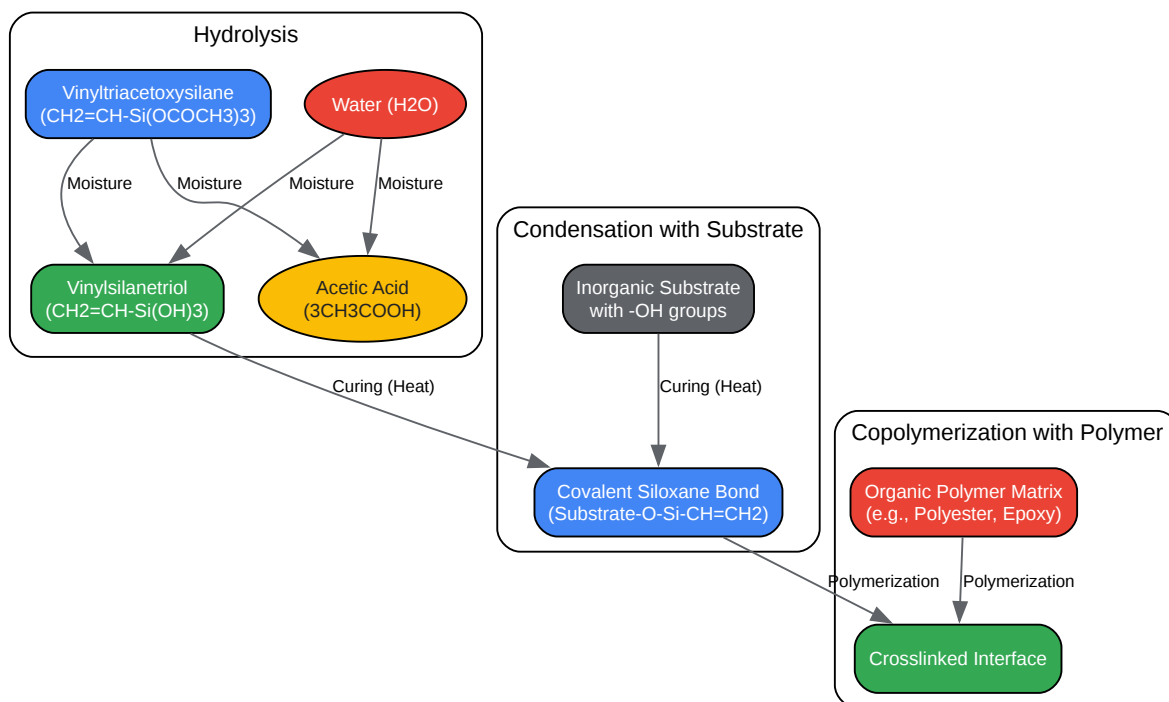 Hydrolysis
Vinyltriacetoxysilane
(CH2=CH-Si(OCOCH3)3)
Water (H2O)
Moisture
Moisture
Moisture
Moisture
Vinylsilanetriol
(CH2=CH-Si(OH)3)
Acetic Acid
(3CH3COOH)
Condensation with Substrate
Inorganic Substrate
with -OH groups
Curing (Heat)
Curing (Heat)
Covalent Siloxane Bond
(Substrate-O-Si-CH=CH2)
Copolymerization with Polymer
Organic Polymer Matrix
(e.g., Polyester, Epoxy)
Polymerization
Polymerization
Crosslinked Interface